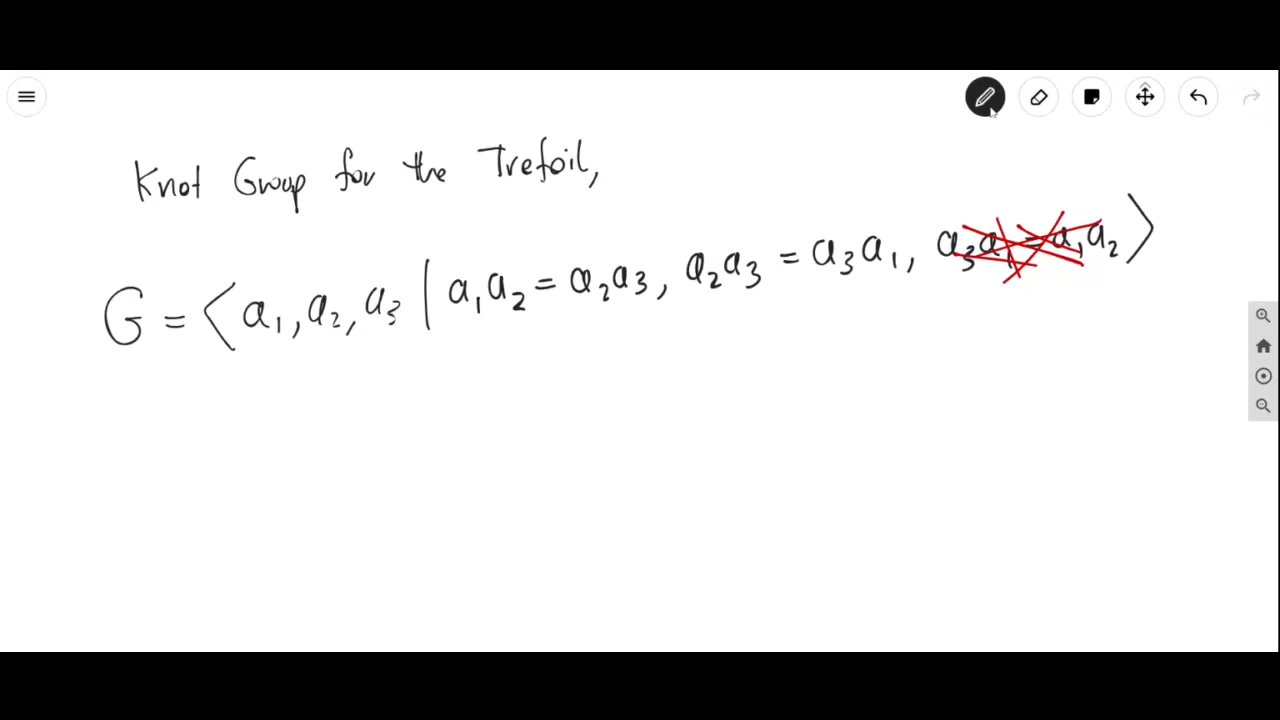 Knot Group for the Trefoil,
G = ⟨ a₁, a₂, a₃ | a₁a₂ = a₂a₃, a₂a₃ = a₃a₁, a₃a₁ = a₁a₂ ⟩